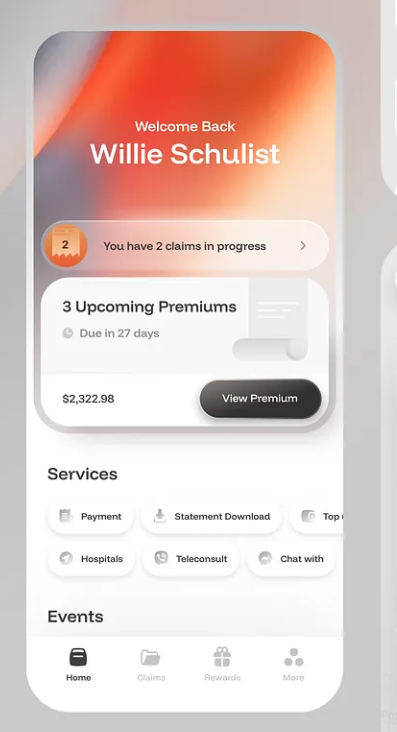 Welcome Back
Willie Schulist
2
You have 2 claims in progress
3 Upcoming Premiums
Due in 27 days
$2,322.98
View Premium
Services
Payment
Statement Download
Top
Hospitals
Teleconsult
Chat with
Events
Home
Claims
Rewards
More